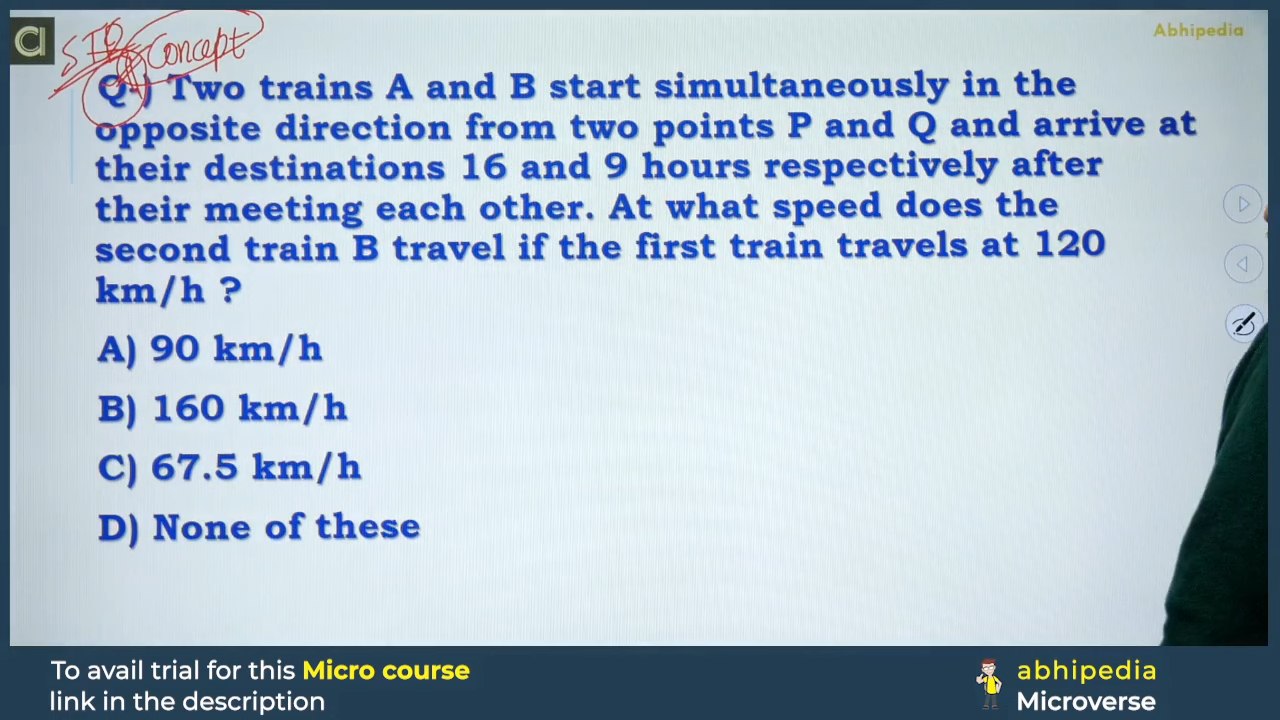 Abhipedia
STD Concept
Q ) Two trains A and B start simultaneously in the
opposite direction from two points P and Q and arrive at
their destinations 16 and 9 hours respectively after
their meeting each other. At what speed does the
second train B travel if the first train travels at 120
km/h ?
A) 90 km/h
B) 160 km/h
C) 67.5 km/h
D) None of these
To avail trial for this Micro course
link in the description
abhipedia
Microverse